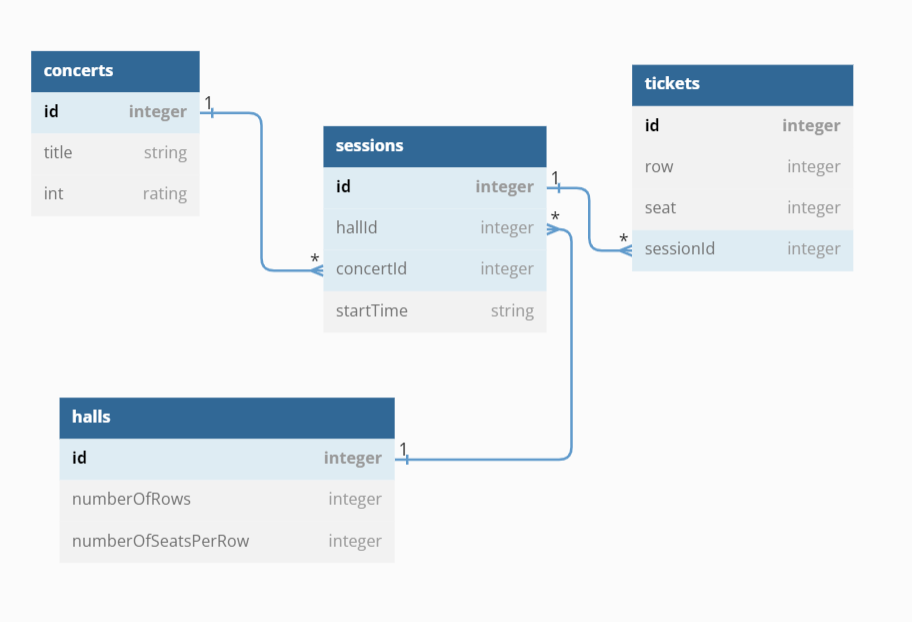 concerts
id integer
title string
int rating
1
*
sessions
id integer
hallId integer
concertId integer
startTime string
1
*
*
tickets
id integer
row integer
seat integer
sessionId integer
halls
id integer
numberOfRows integer
numberOfSeatsPerRow integer
1